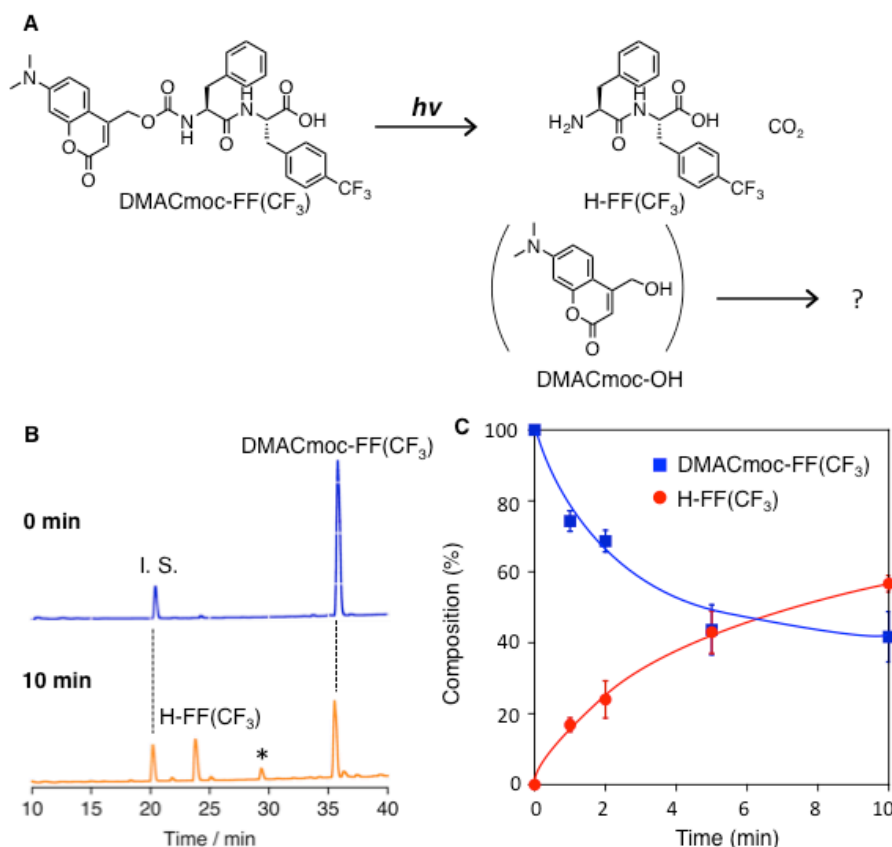 A
N
O
N
H
O
H
N
O
O
OH
O
O
CF₃
DMACmoc-FF(CF₃)
hν
H₂N
H
N
O
O
OH
CF₃
H-FF(CF₃)
CO₂
N
OH
O
O
DMACmoc-OH
?
B
DMACmoc-FF(CF₃)
0 min
I. S.
10 min
H-FF(CF₃)
*
10 15 20 25 30 35 40
Time / min
C
100
80
60
40
20
0
Composition (%)
DMACmoc-FF(CF₃)
H-FF(CF₃)
0 2 4 6 8 10
Time (min)